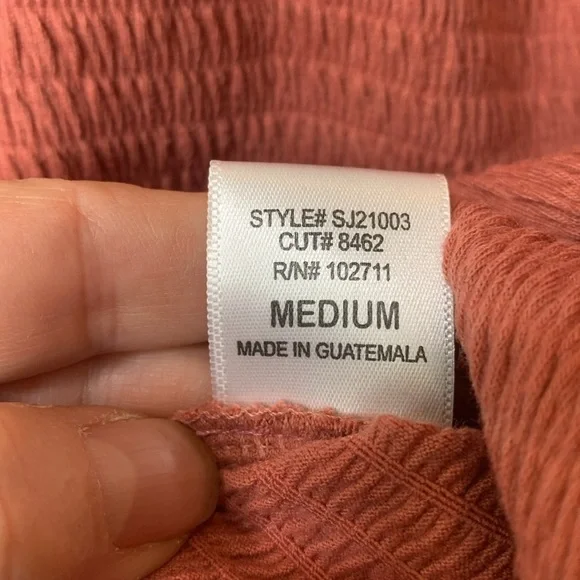 STYLE# SJ21003
CUT# 8462
R/N# 102711
MEDIUM
MADE IN GUATEMALA